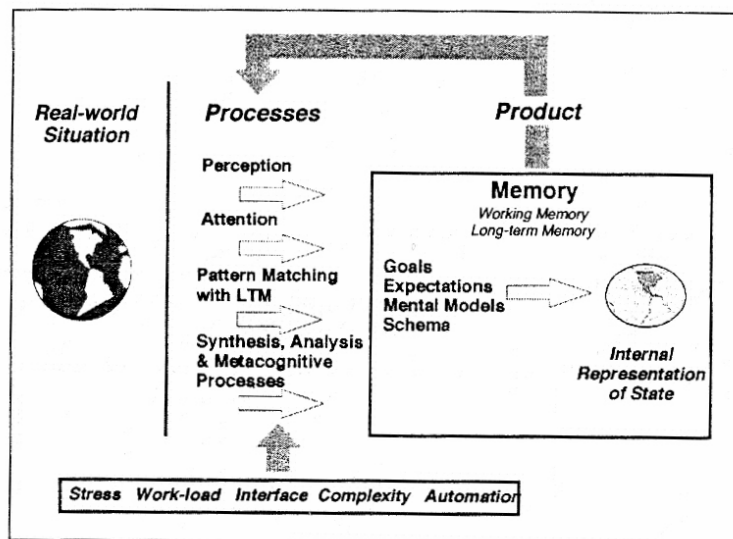 Real-world
Situation
Processes
Product
Perception
Attention
Pattern Matching
with LTM
Synthesis, Analysis
& Metacognitive
Processes
Memory
Working Memory
Long-term Memory
Goals
Expectations
Mental Models
Schema
Internal
Representation
of State
Stress Work-load Interface Complexity Automation